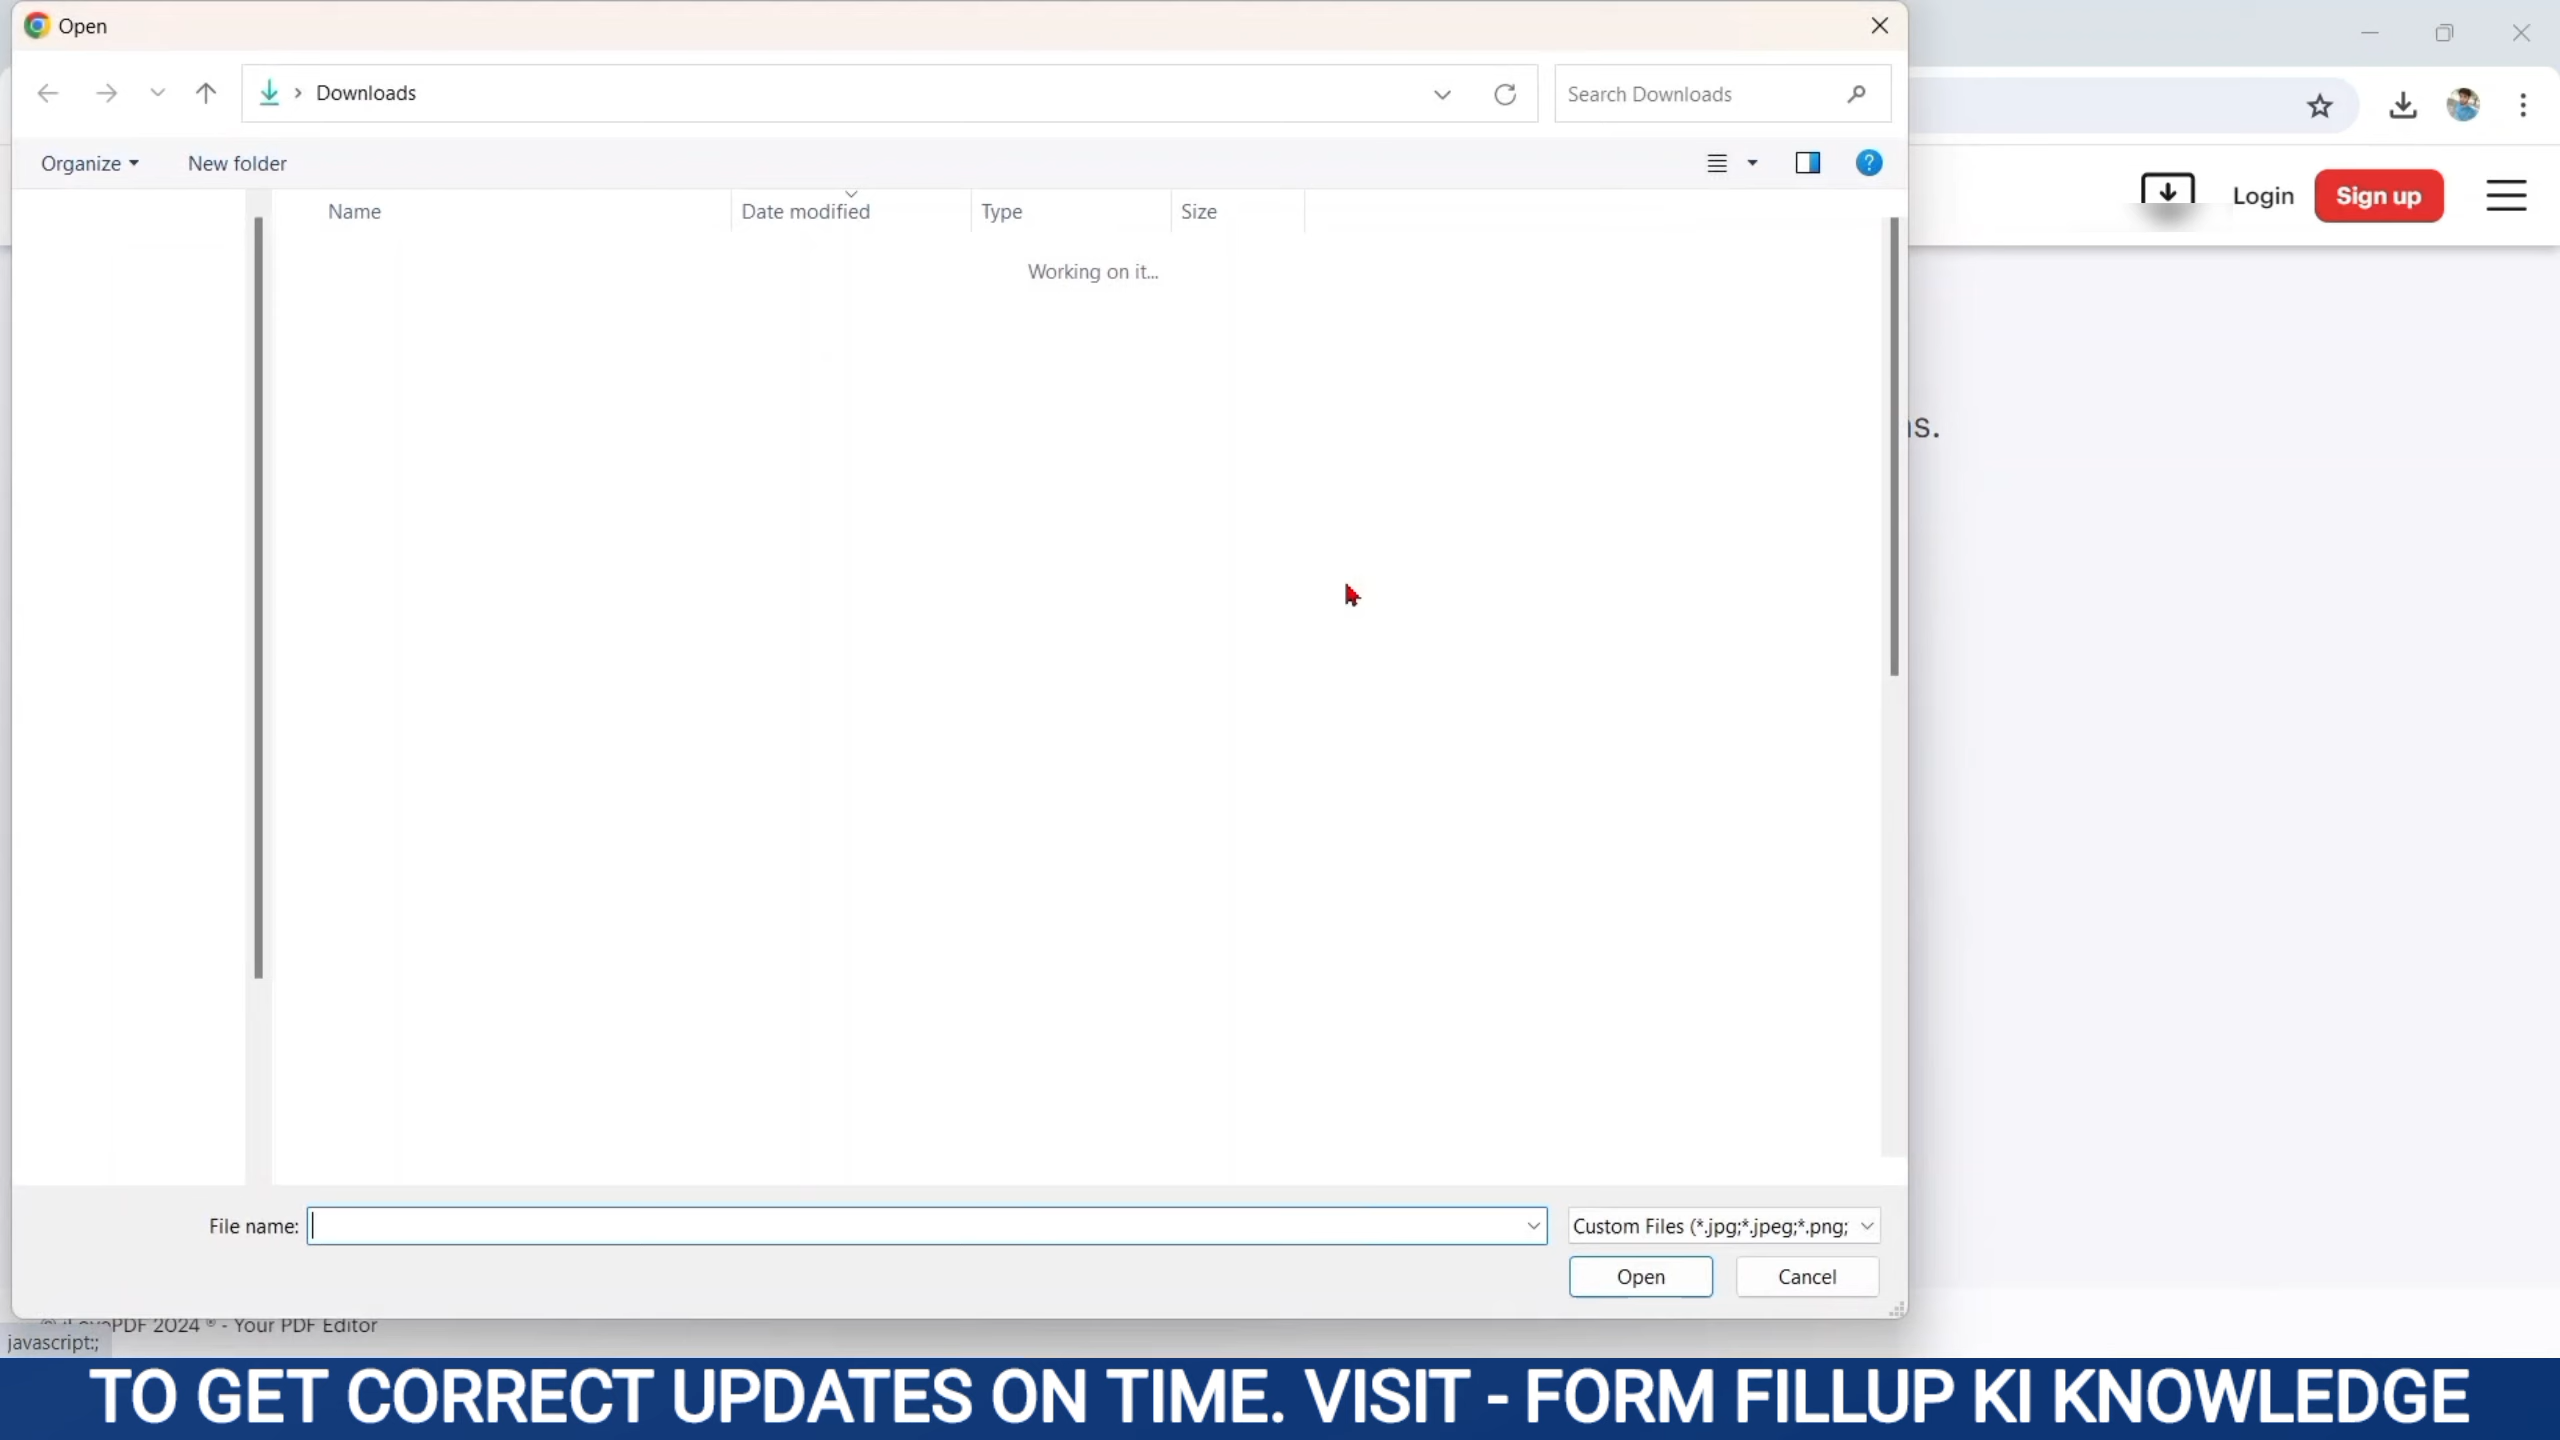 Open
Downloads
Search Downloads
Organize
New folder
Login
Sign up
Name
Date modified
Type
Size
Working on it...
s.
File name:
Custom Files (*.jpg;*.jpeg;*.png;
Open
Cancel
PDF 2024 ® - Your PDF Editor
javascript:;
TO GET CORRECT UPDATES ON TIME. VISIT - FORM FILLUP KI KNOWLEDGE